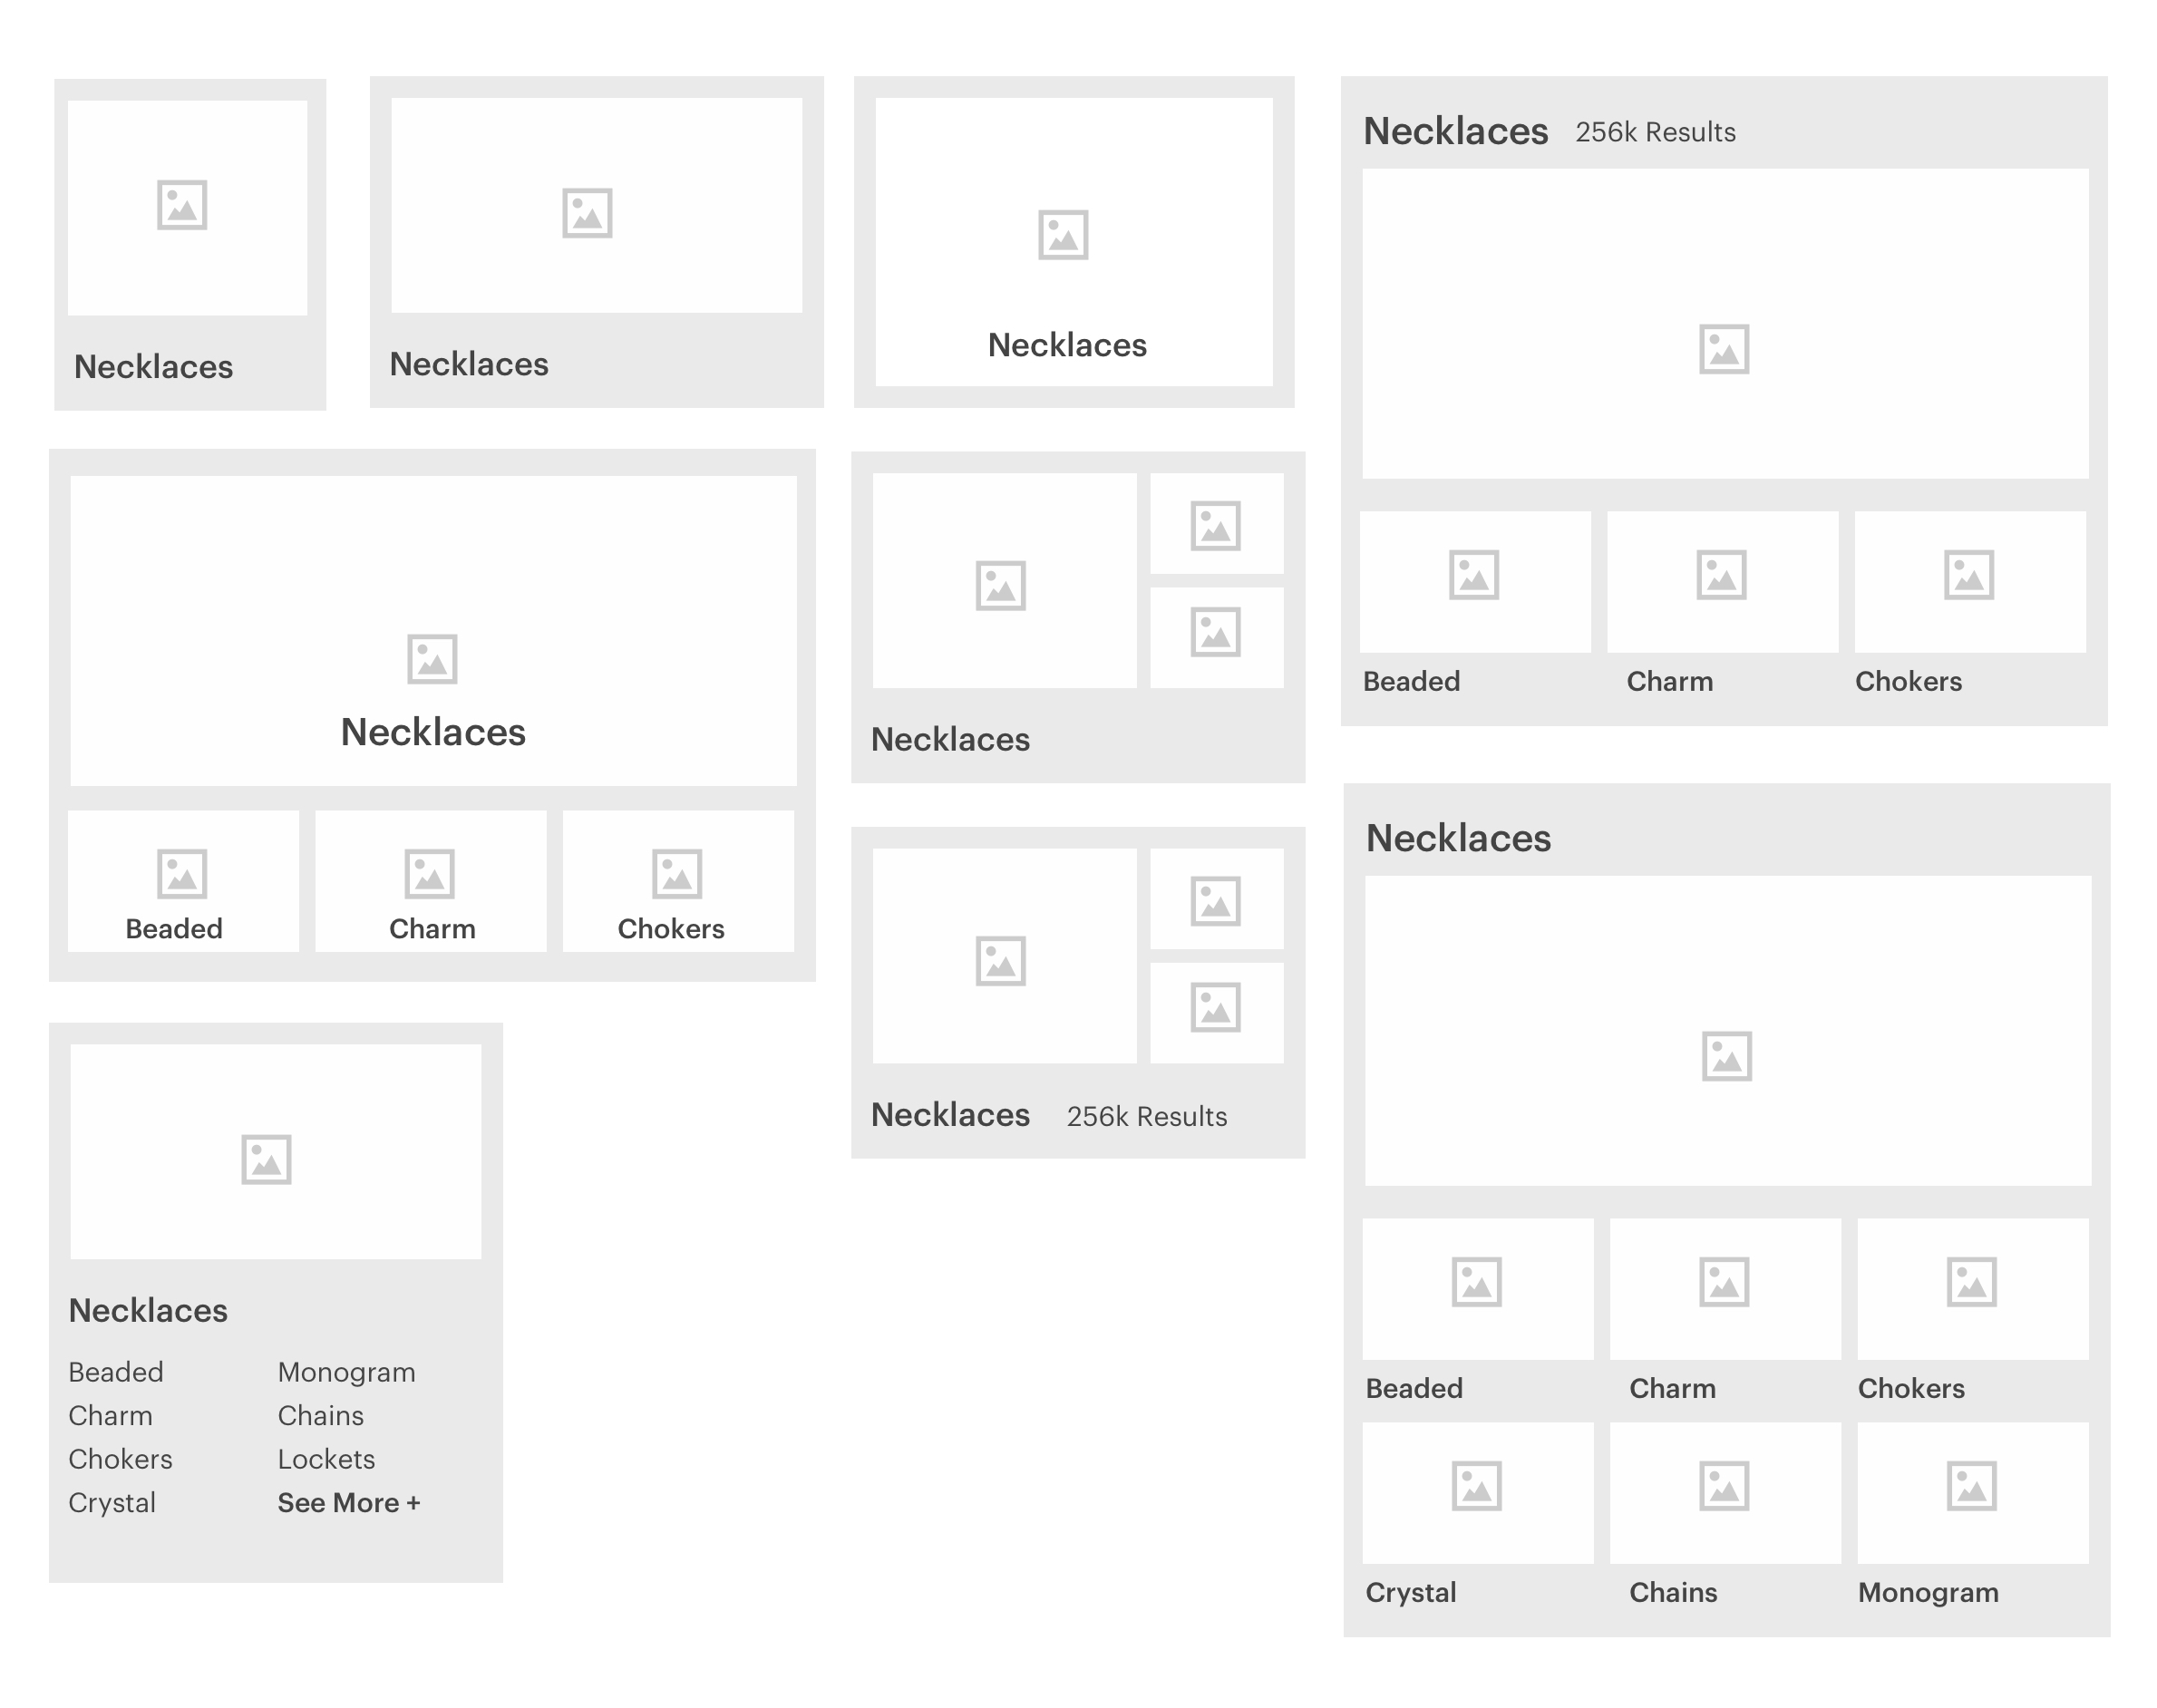 Necklaces
Necklaces
Necklaces
Necklaces 256k Results
Beaded Charm Chokers
Necklaces
Beaded Charm Chokers
Necklaces
Necklaces 256k Results
Necklaces
Beaded Monogram
Charm Chains
Chokers Lockets
Crystal See More +
Necklaces
Beaded Charm Chokers
Crystal Chains Monogram